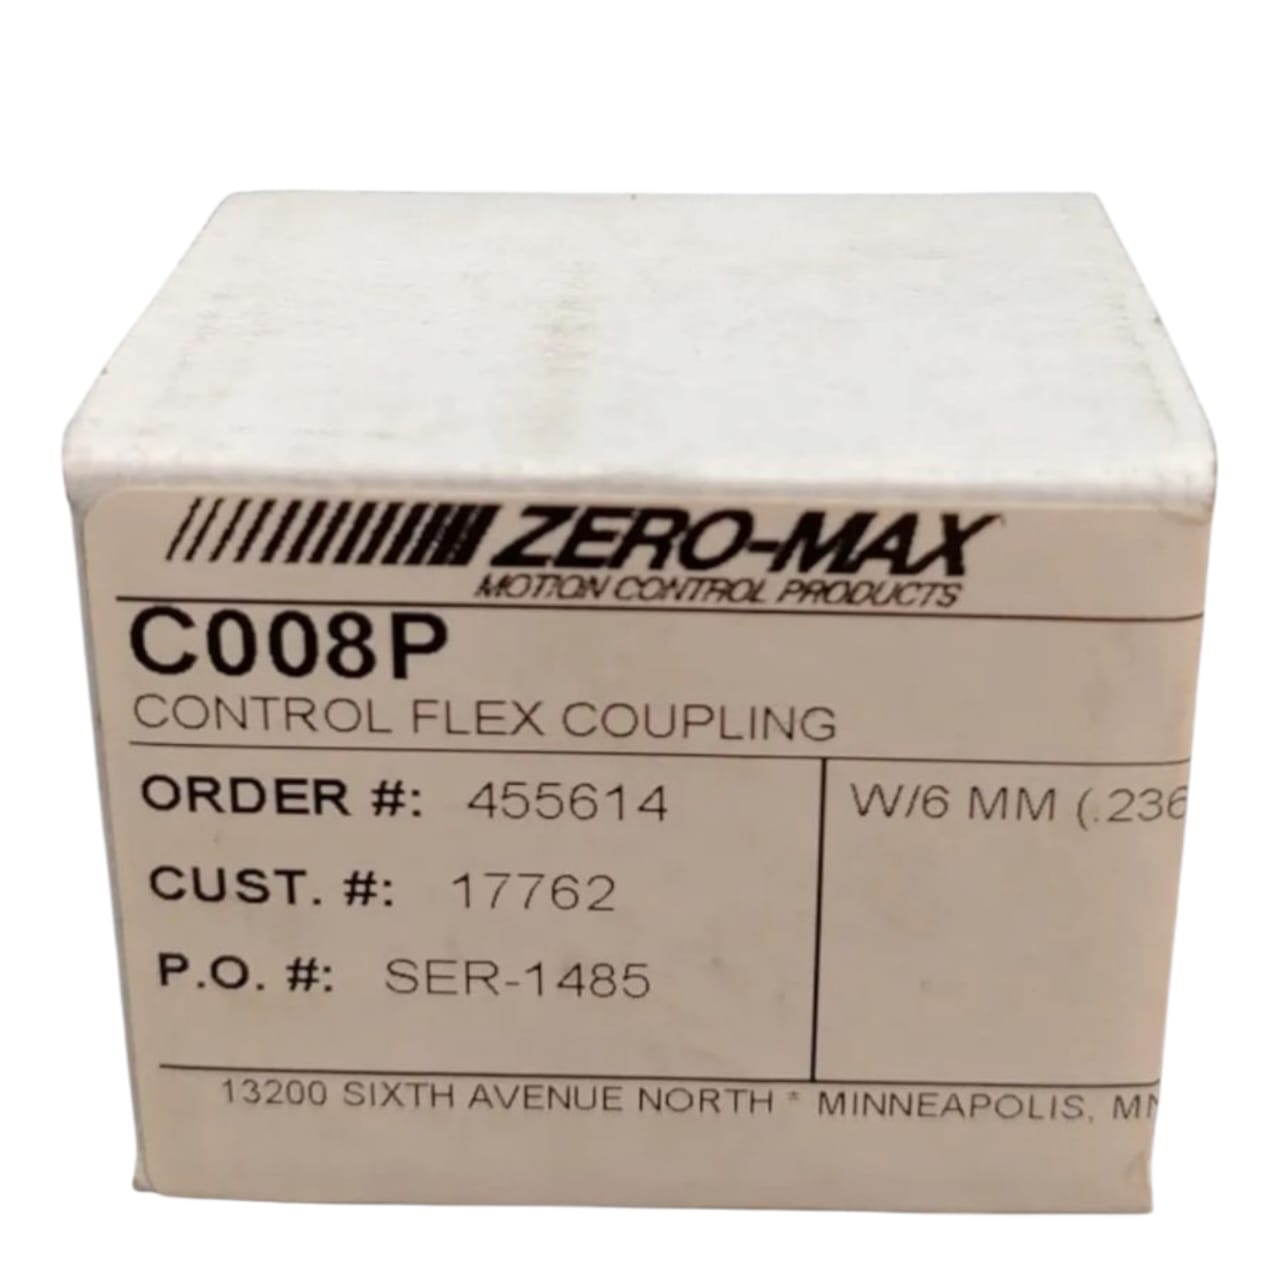 ZERO-MAX
MOTION CONTROL PRODUCTS
C008P
CONTROL FLEX COUPLING
ORDER #: 455614
W/6 MM (.236
CUST. #: 17762
P.O. #: SER-1485
13200 SIXTH AVENUE NORTH * MINNEAPOLIS, MN